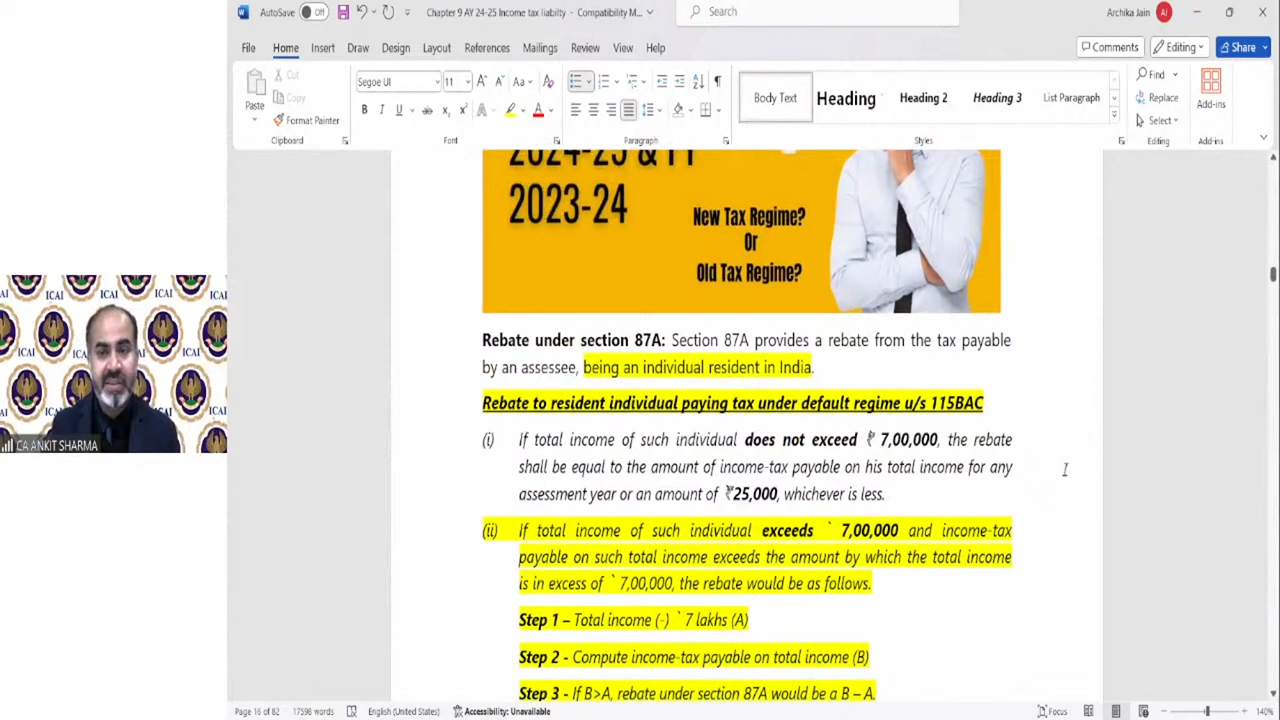 AutoSave Off Chapter 9 AY 24-25 Income tax liabilty - Compatibility M... Search Archika Jain AJ
File Home Insert Draw Design Layout References Mailings Review View Help Comments Editing Share
Paste Cut Copy Format Painter
Segoe UI 11
Body Text Heading Heading 2 Heading 3 List Paragraph
Find Replace Select Add-ins
Clipboard Font Paragraph Styles Editing Add-ins
2024-25 & FY
2023-24
New Tax Regime?
Or
Old Tax Regime?
Rebate under section 87A: Section 87A provides a rebate from the tax payable
by an assessee, being an individual resident in India.
Rebate to resident individual paying tax under default regime u/s 115BAC
(i) If total income of such individual does not exceed ₹ 7,00,000, the rebate
shall be equal to the amount of income-tax payable on his total income for any
assessment year or an amount of ₹25,000, whichever is less.
(ii) If total income of such individual exceeds ` 7,00,000 and income-tax
payable on such total income exceeds the amount by which the total income
is in excess of ` 7,00,000, the rebate would be as follows.
Step 1 – Total income (-) ` 7 lakhs (A)
Step 2 - Compute income-tax payable on total income (B)
Step 3 - If B>A, rebate under section 87A would be a B – A.
ICAI ICAI
ICAI
CA ANKIT SHARMA
Page 16 of 82 17598 words English (United States) Accessibility: Unavailable Focus 140%